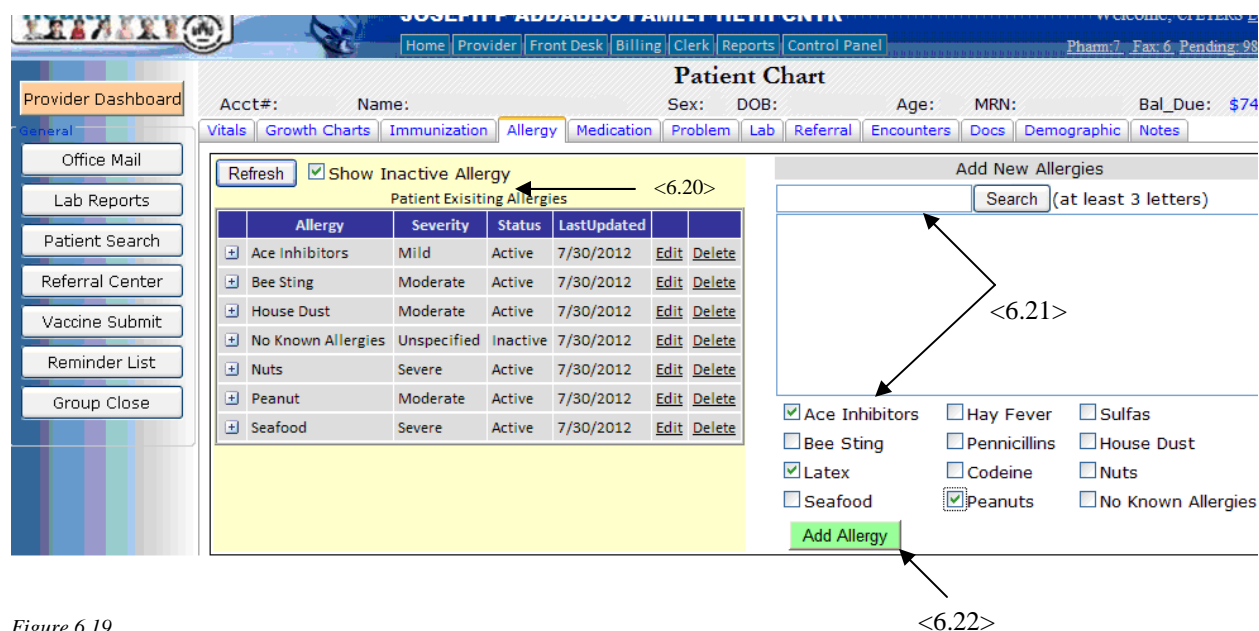 JOSEPH P ADDABBO FAMILY HLTH CNTR
Welcome, CPETERS
Home Provider Front Desk Billing Clerk Reports Control Panel
Pharm:7 Fax: 6 Pending: 98
Patient Chart
Provider Dashboard
Acct#: Name: Sex: DOB: Age: MRN: Bal_Due: $74
General
Vitals Growth Charts Immunization Allergy Medication Problem Lab Referral Encounters Docs Demographic Notes
Office Mail
Lab Reports
Patient Search
Referral Center
Vaccine Submit
Reminder List
Group Close
Refresh Show Inactive Allergy
<6.20>
Patient Exisiting Allergies
Allergy Severity Status LastUpdated
Ace Inhibitors Mild Active 7/30/2012 Edit Delete
Bee Sting Moderate Active 7/30/2012 Edit Delete
House Dust Moderate Active 7/30/2012 Edit Delete
No Known Allergies Unspecified Inactive 7/30/2012 Edit Delete
Nuts Severe Active 7/30/2012 Edit Delete
Peanut Moderate Active 7/30/2012 Edit Delete
Seafood Severe Active 7/30/2012 Edit Delete
Add New Allergies
Search (at least 3 letters)
<6.21>
Ace Inhibitors Hay Fever Sulfas
Bee Sting Pennicillins House Dust
Latex Codeine Nuts
Seafood Peanuts No Known Allergies
Add Allergy
<6.22>
Figure 6.19